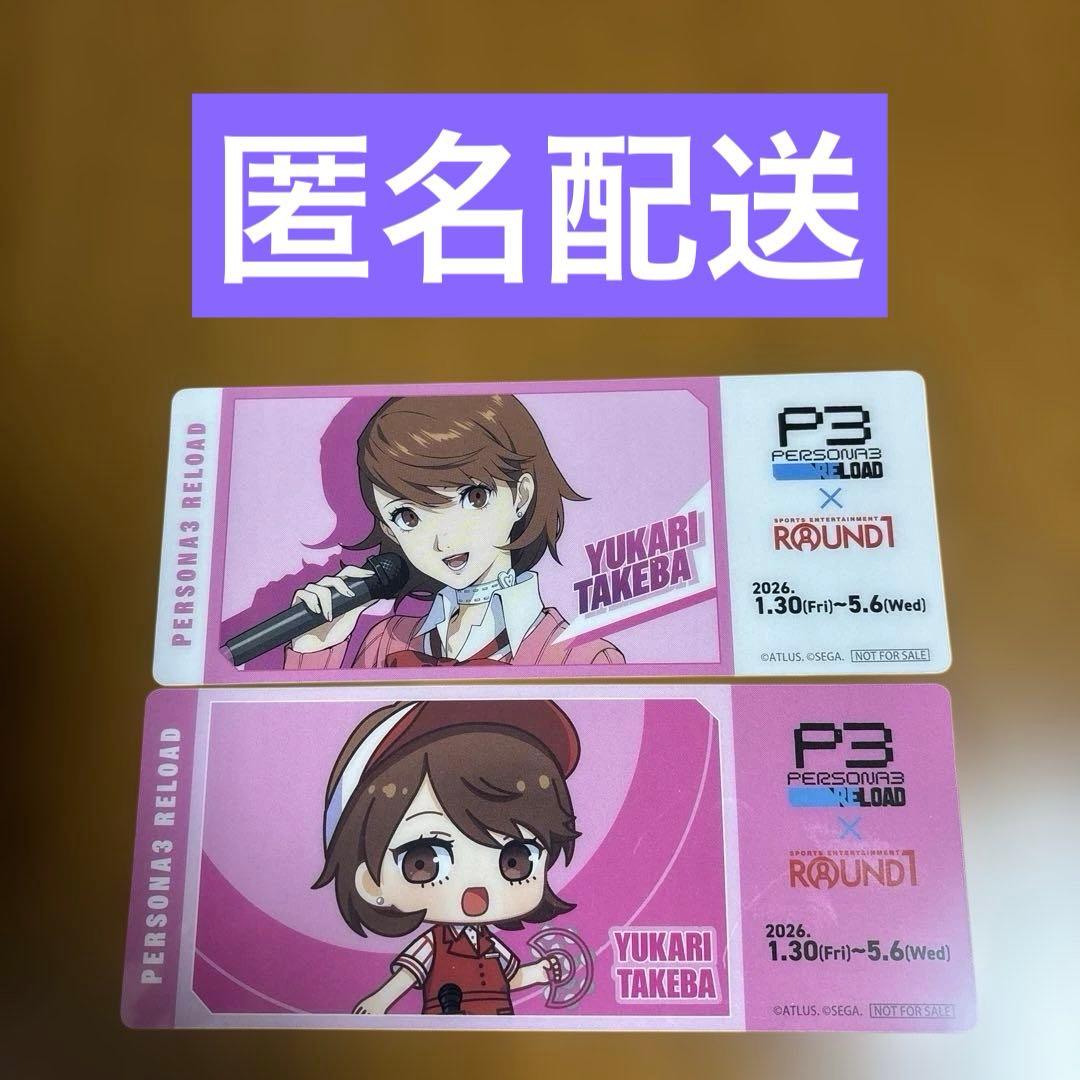 匿名配送
PERSONA3 RELOAD
YUKARI
TAKEBA
P3
PERSONA3
RELOAD
×
SPORTS ENTERTAINMENT
ROUND1
2026.
1.30(Fri)~5.6(Wed)
©ATLUS. ©SEGA. NOT FOR SALE
PERSONA3 RELOAD
YUKARI
TAKEBA
P3
PERSONA3
RELOAD
×
SPORTS ENTERTAINMENT
ROUND1
2026.
1.30(Fri)~5.6(Wed)
©ATLUS. ©SEGA. NOT FOR SALE